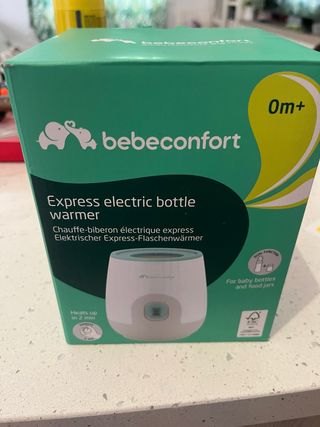 0m+
bebeconfort
Express electric bottle
warmer
Chauffe-biberon électrique express
Elektrischer Express-Flaschenwärmer
bebeconfort
For baby bottles
and food jars
Heats up
in 2 min
FSC